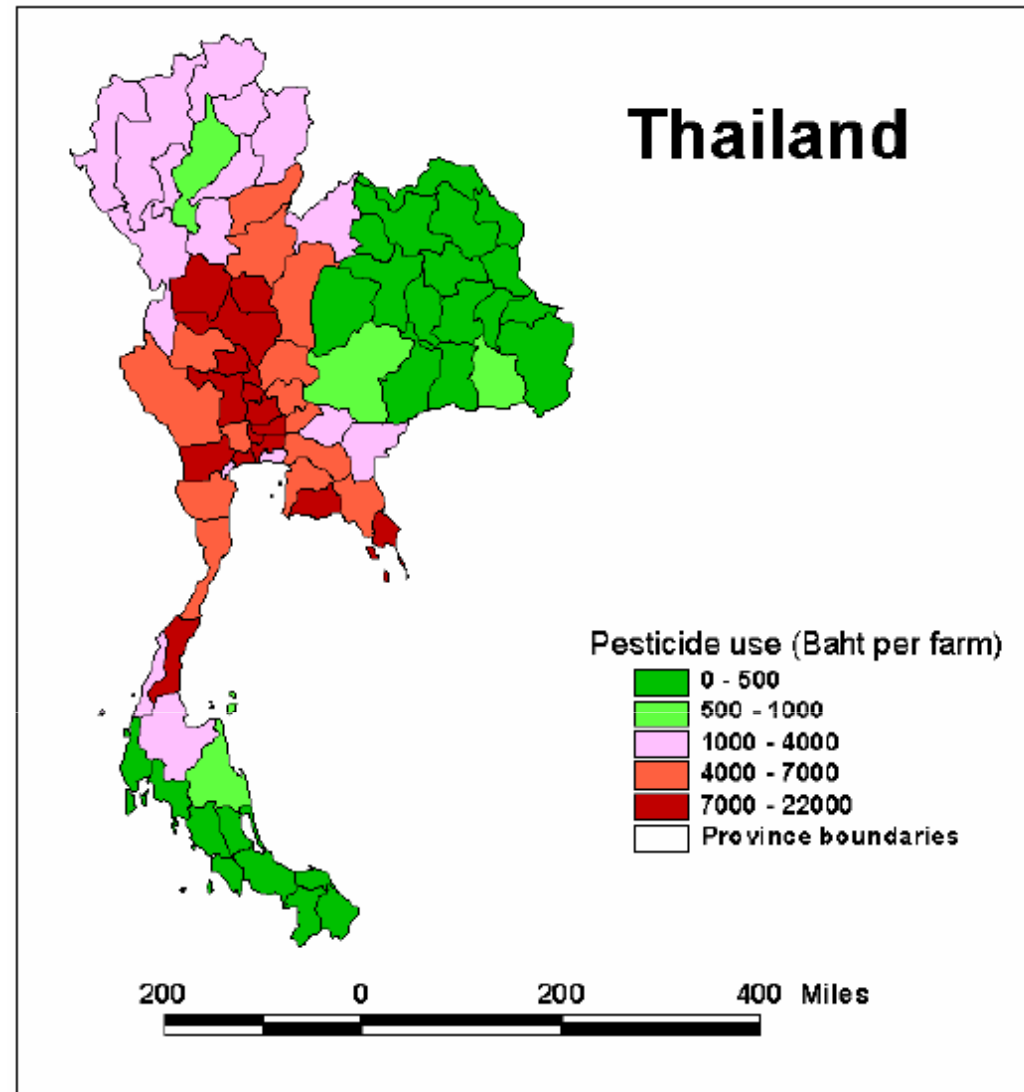 Thailand
Pesticide use (Baht per farm)
0 - 500
500 - 1000
1000 - 4000
4000 - 7000
7000 - 22000
Province boundaries
200 0 200 400 Miles